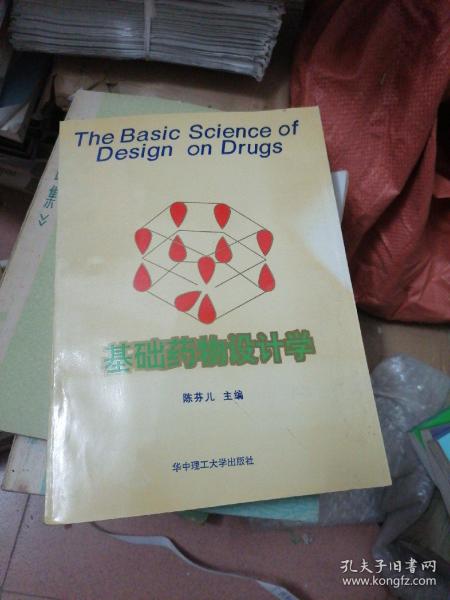 The Basic Science of
Design on Drugs
基础药物设计学
陈芬儿 主编
华中理工大学出版社
孔夫子旧书网
www.kongfz.com